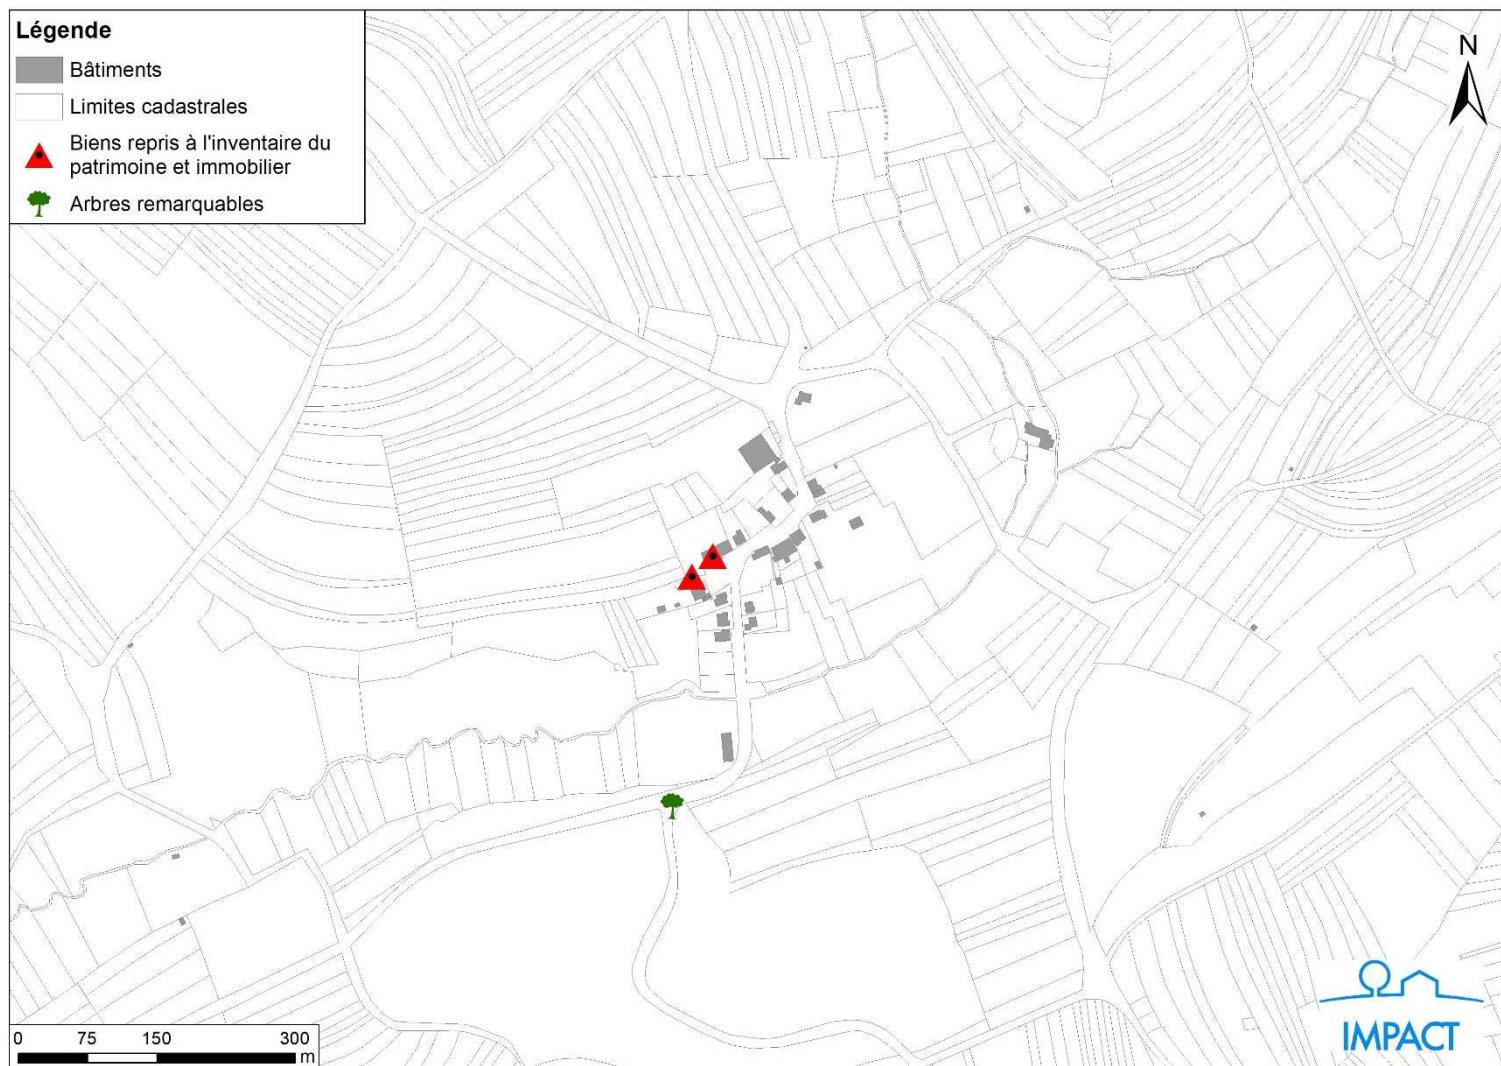 Légende
Bâtiments
Limites cadastrales
Biens repris à l'inventaire du
patrimoine et immobilier
Arbres remarquables
N
0 75 150 300
m
IMPACT